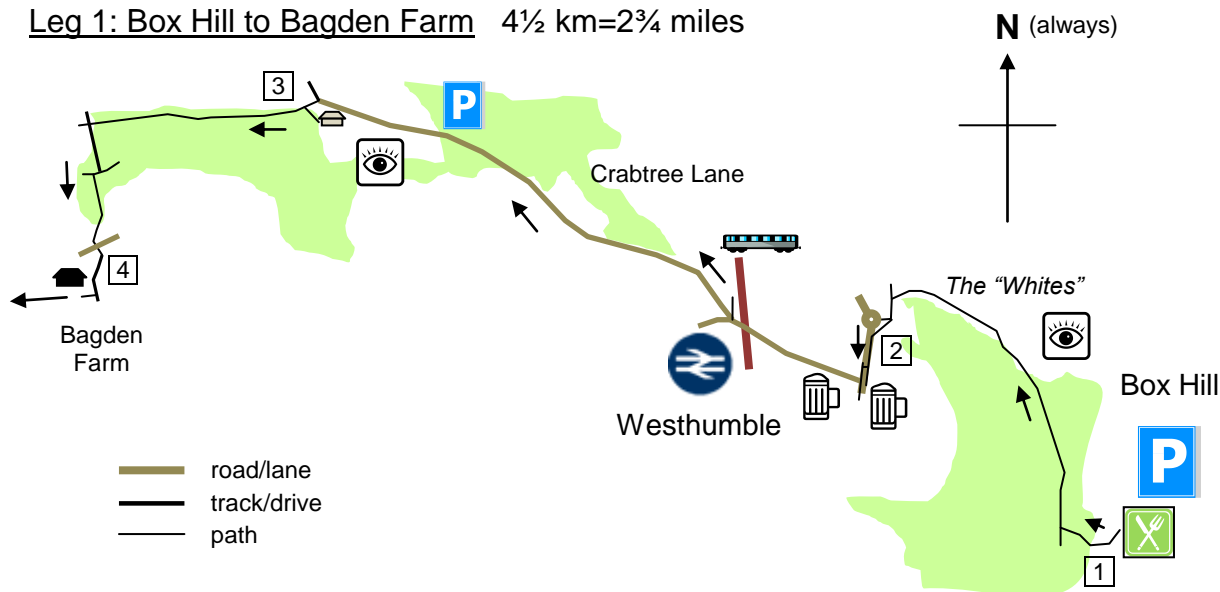 Leg 1: Box Hill to Bagden Farm 4½ km=2¾ miles
N (always)
3
P
Crabtree Lane
The “Whites”
4
2
Bagden
Farm
Box Hill
Westhumble
P
road/lane
track/drive
path
1